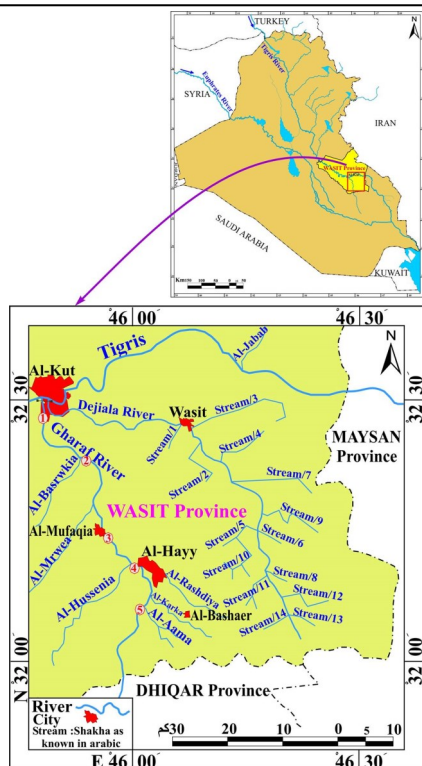 TURKEY
N
Tigris River
SYRIA
Euphrates River
IRAN
WASIT Province
SAUDI ARABIA
KUWAIT
46 00
46 30
Tigris
Al-Jabab
N
Al-Kut
32 30
32 30
Dejiala River
Wasit
Stream/3
1
Stream/1
Stream/4
Gharaf River
MAYSAN
Province
2
Stream/2
Stream/7
Al-Basrwkia
WASIT Province
Stream/9
Al-Mufaqia
3
Stream/5
Stream/6
Al-Mrwea
Al-Hayy
4
Stream/10
Al-Rashdiya
Stream/8
Al-Hussenia
Stream/11
Stream/12
Al-Karka
5
Al-Bashaer
Stream/14
Stream/13
Al-Aama
N 32 00
32 00
DHIQAR Province
River
City
Stream :Shakha as
known in arabic
30 20 10 0 5 10
E 46 00
46 30